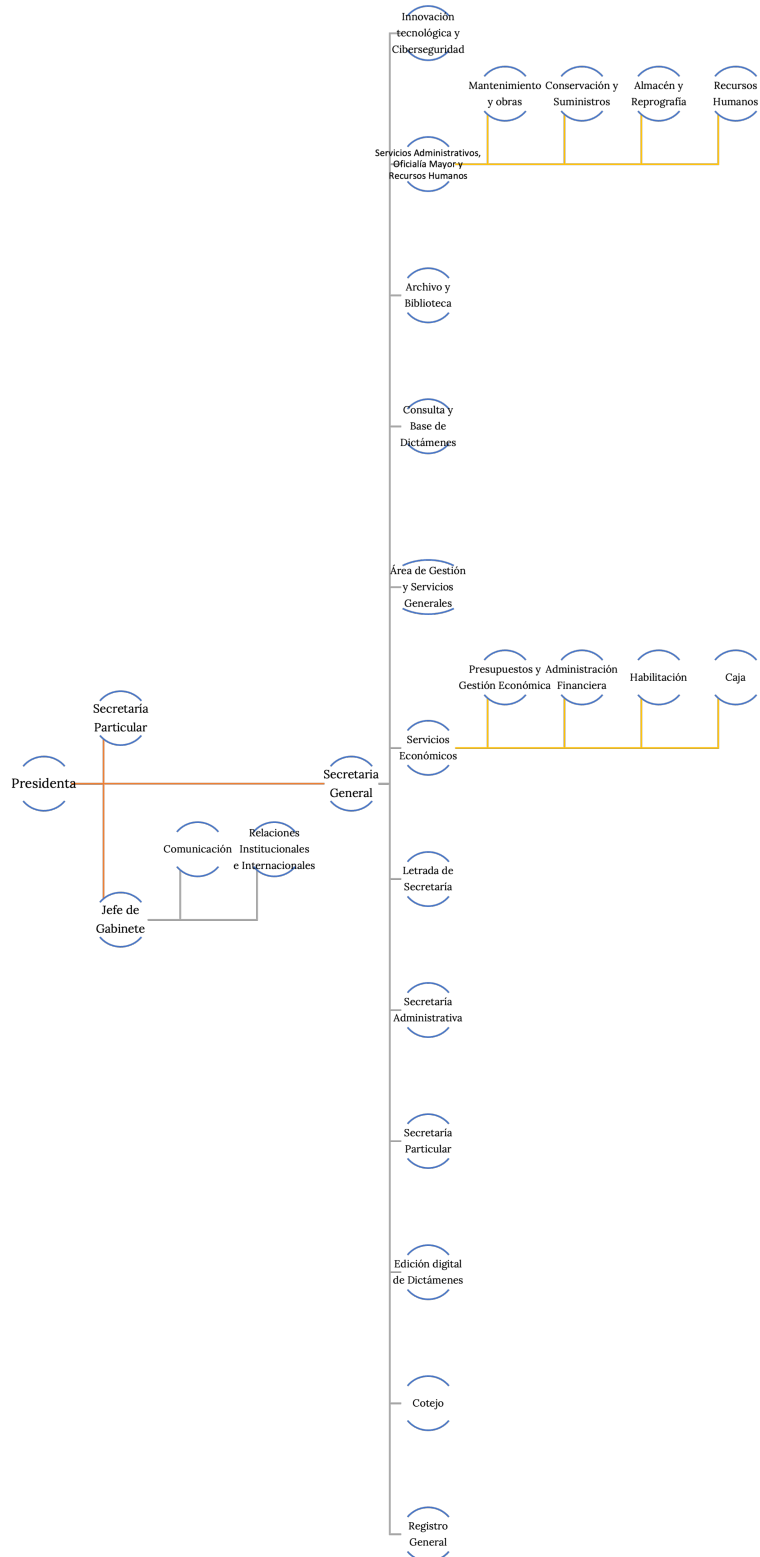 Innovación
tecnológica y
Ciberseguridad
Mantenimiento
y obras
Conservación y
Suministros
Almacén y
Reprografía
Recursos
Humanos
Servicios Administrativos,
Oficialía Mayor y
Recursos Humanos
Archivo y
Biblioteca
Consulta y
Base de
Dictámenes
Área de Gestión
y Servicios
Generales
Presupuestos y
Gestión Económica
Administración
Financiera
Habilitación
Caja
Servicios
Económicos
Secretaría
Particular
Presidenta
Secretaria
General
Comunicación
Relaciones
Institucionales
e Internacionales
Jefe de
Gabinete
Letrada de
Secretaría
Secretaría
Administrativa
Secretaría
Particular
Edición digital
de Dictámenes
Cotejo
Registro
General